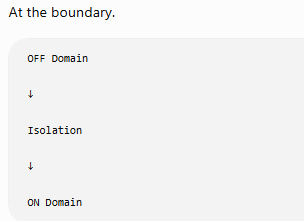 At the boundary.
OFF Domain
↓
Isolation
↓
ON Domain